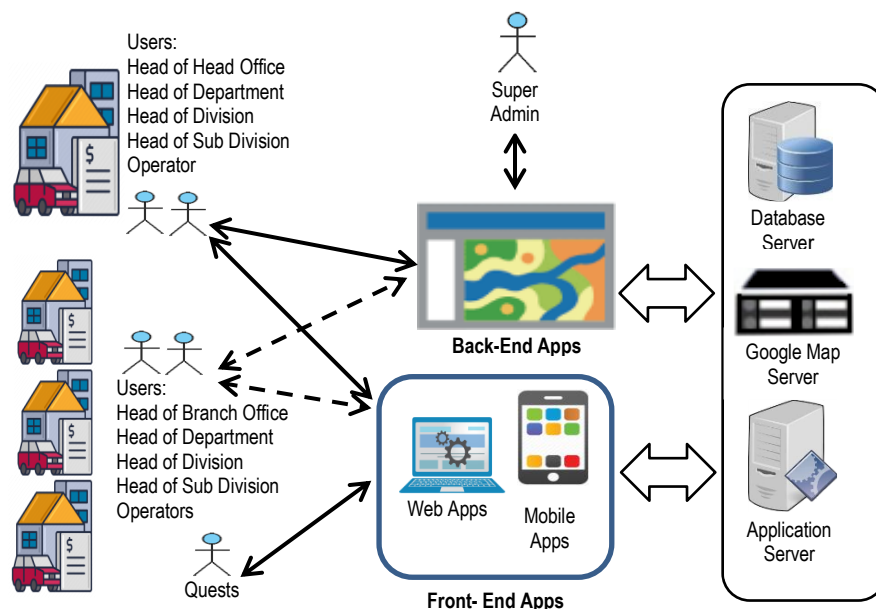 Users:
Head of Head Office
Head of Department
Head of Division
Head of Sub Division
Operator
Super
Admin
Database
Server
Back-End Apps
Google Map
Server
Users:
Head of Branch Office
Head of Department
Head of Division
Head of Sub Division
Operators
Web Apps
Mobile
Apps
Application
Server
Quests
Front- End Apps
$
$
$
$